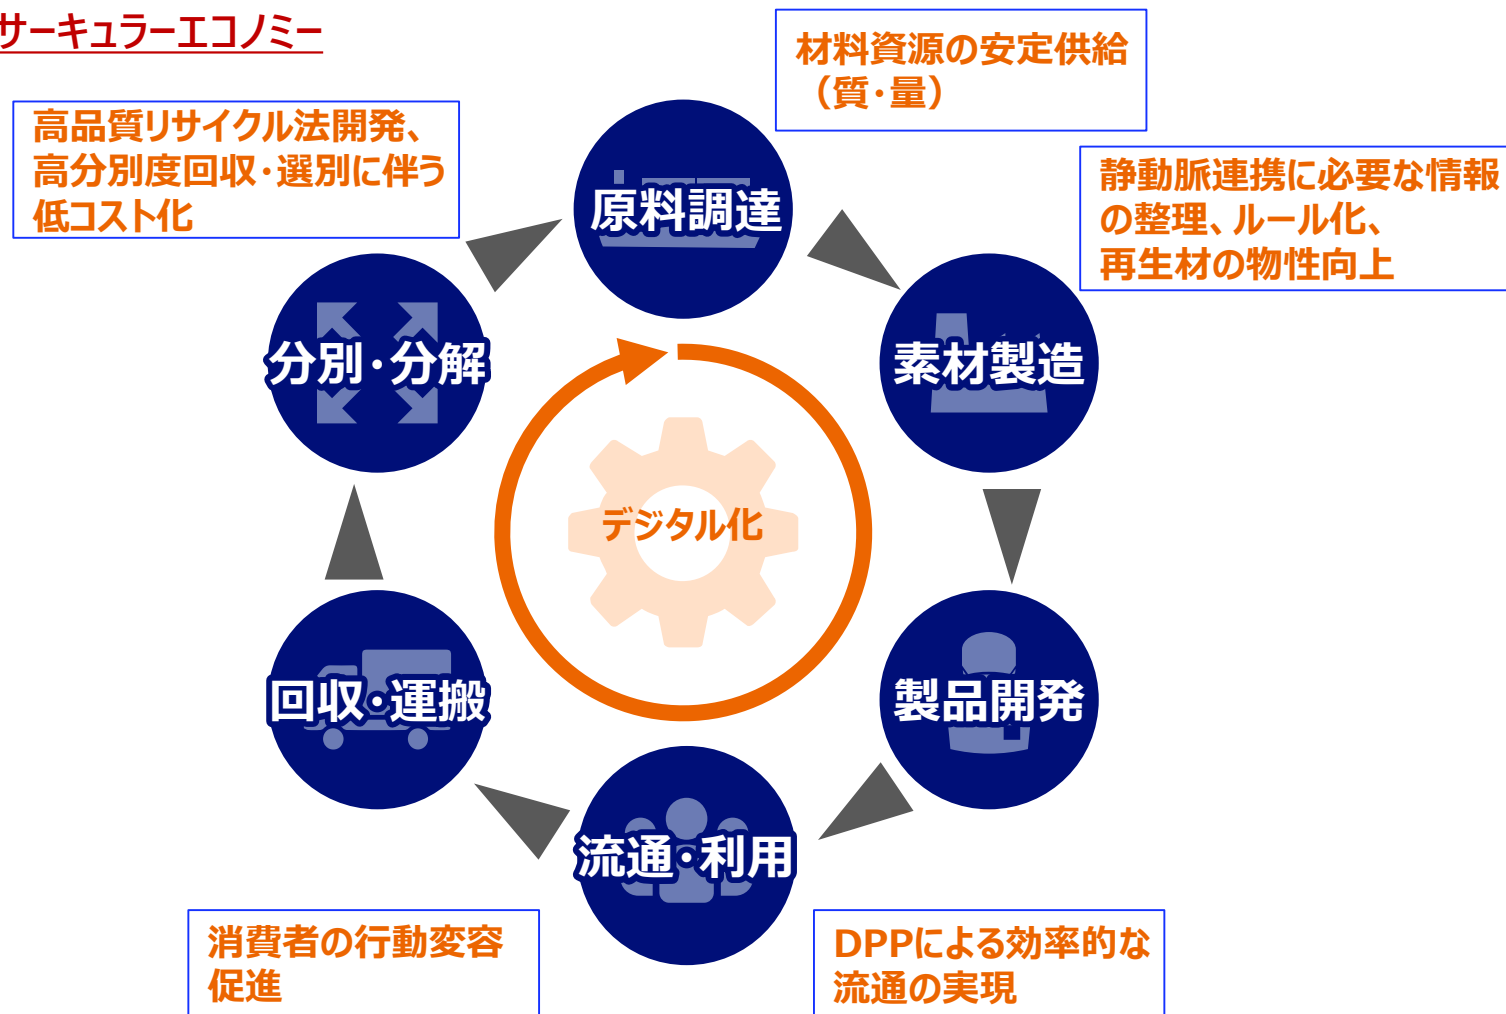 サーキュラーエコノミー
材料資源の安定供給
（質・量）
高品質リサイクル法開発、
高分別度回収・選別に伴う
低コスト化
静動脈連携に必要な情報
の整理、ルール化、
再生材の物性向上
原料調達
素材製造
製品開発
流通・利用
回収・運搬
分別・分解
デジタル化
消費者の行動変容
促進
DPPによる効率的な
流通の実現